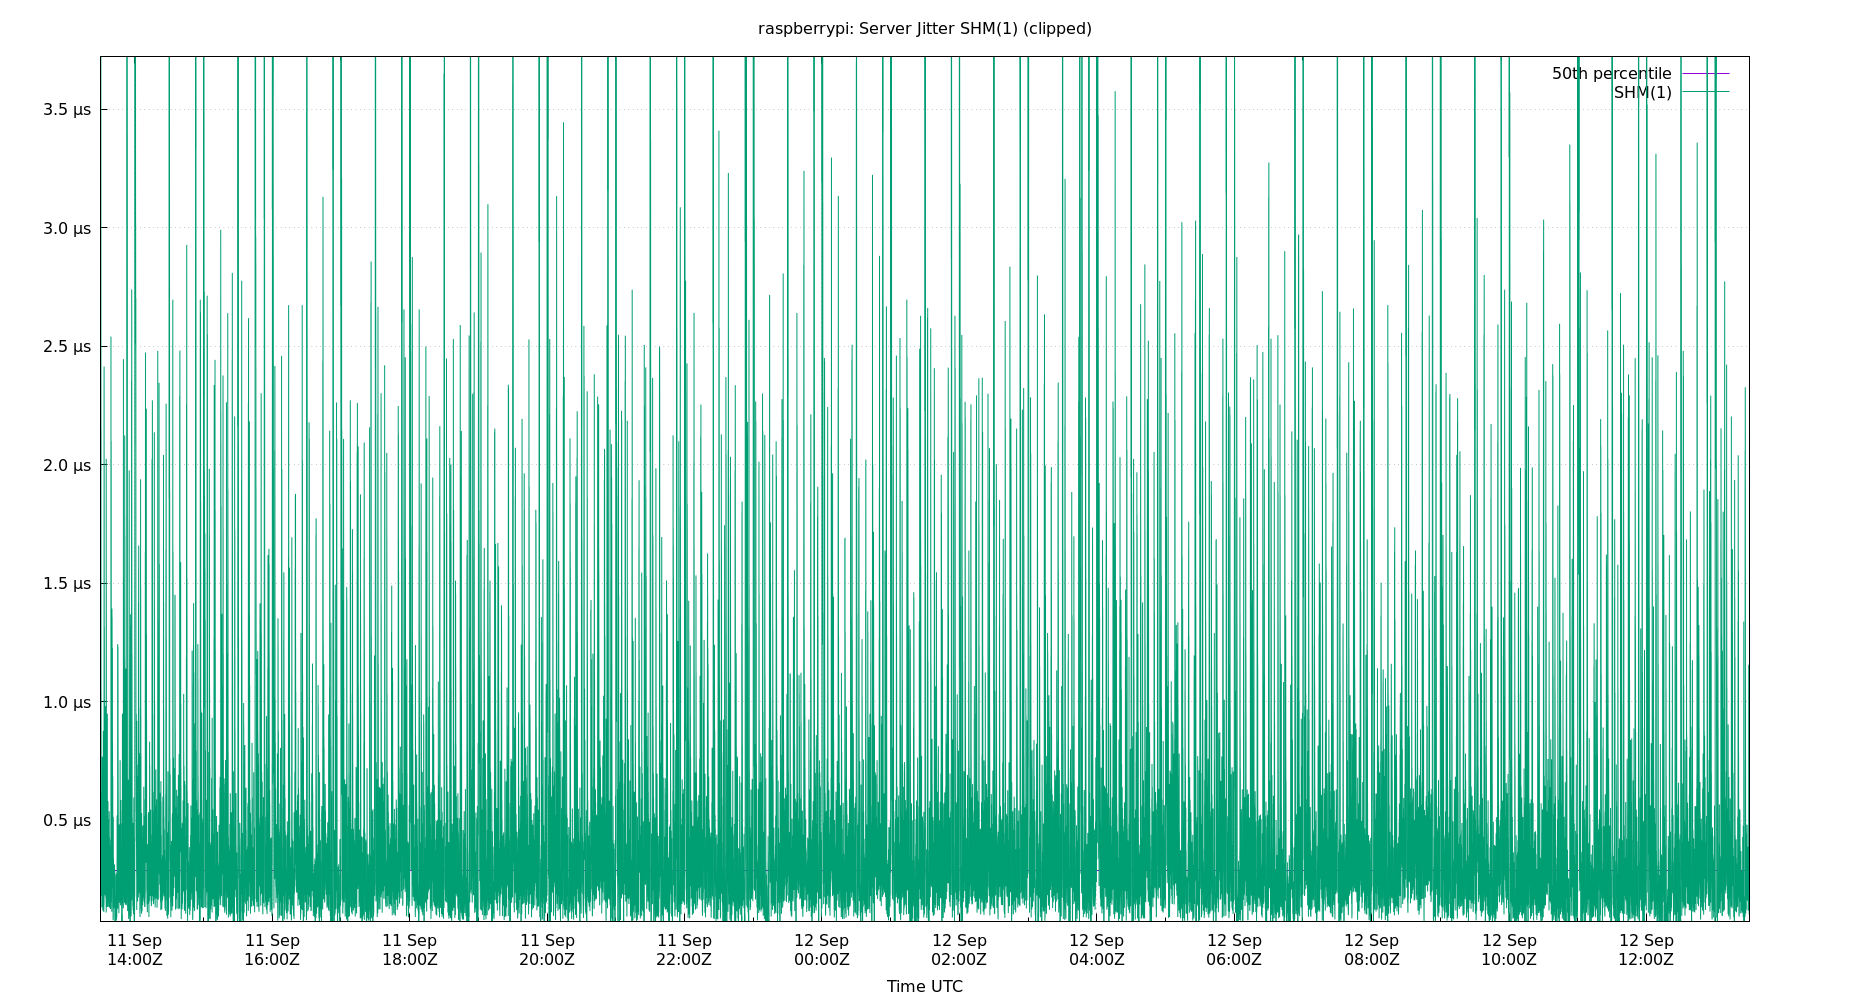 raspberrypi: Server Jitter SHM(1) (clipped)
50th percentile
SHM(1)
3.5 µs
3.0 µs
2.5 µs
2.0 µs
1.5 µs
1.0 µs
0.5 µs
11 Sep 11 Sep 11 Sep 11 Sep 11 Sep 12 Sep 12 Sep 12 Sep 12 Sep 12 Sep 12 Sep 12 Sep
14:00Z 16:00Z 18:00Z 20:00Z 22:00Z 00:00Z 02:00Z 04:00Z 06:00Z 08:00Z 10:00Z 12:00Z
Time UTC